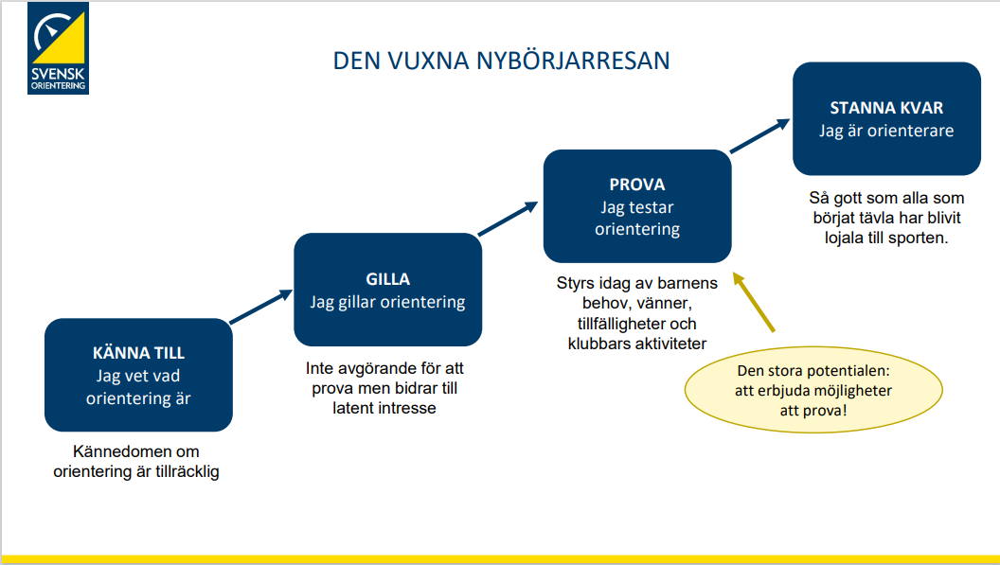 SVENSK
ORIENTERING
DEN VUXNA NYBÖRJARRESAN
KÄNNA TILL
Jag vet vad
orientering är
Kännedomen om
orientering är tillräcklig
GILLA
Jag gillar orientering
Inte avgörande för att
prova men bidrar till
latent intresse
PROVA
Jag testar
orientering
Styrs idag av barnens
behov, vänner,
tillfälligheter och
klubbars aktiviteter
Den stora potentialen:
att erbjuda möjligheter
att prova!
STANNA KVAR
Jag är orienterare
Så gott som alla som
börjat tävla har blivit
lojala till sporten.